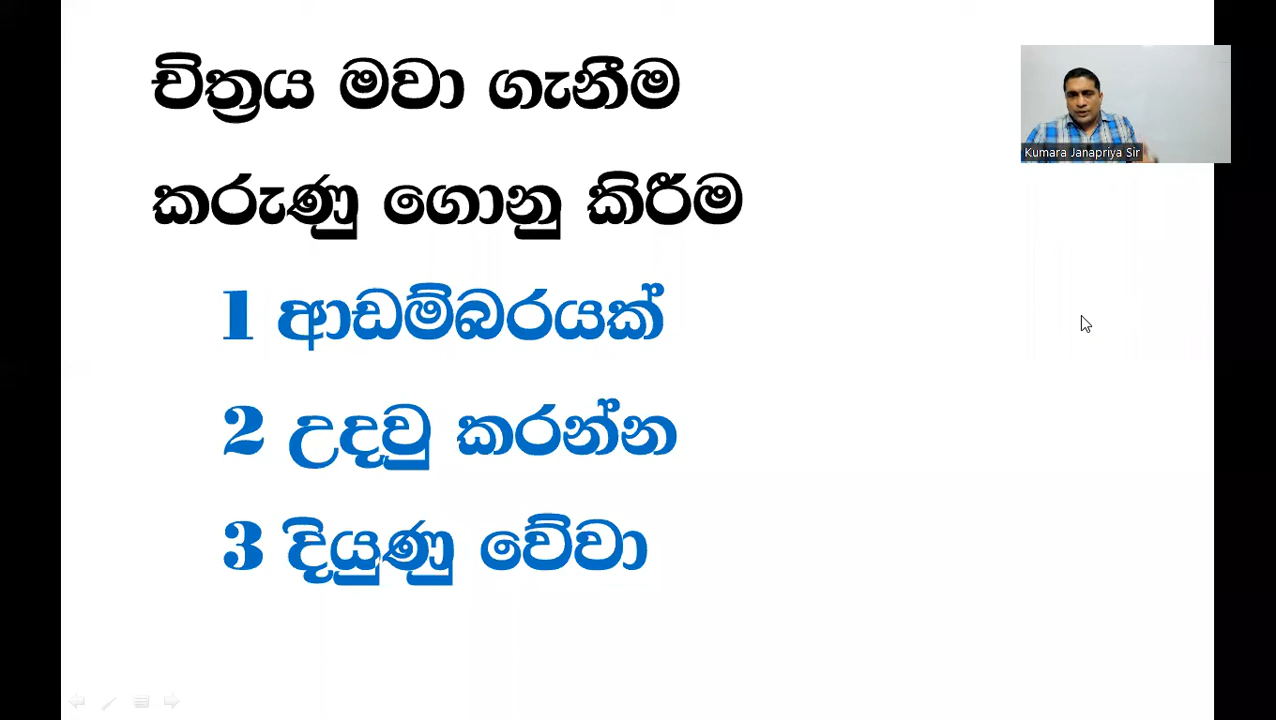 චිත්‍රය මවා ගැනීම
Kumara Janapriya Sir
කරුණු ගොනු කිරීම
1 ආඩම්බරයක්
2 උදවු කරන්න
3 දියුණු වේවා